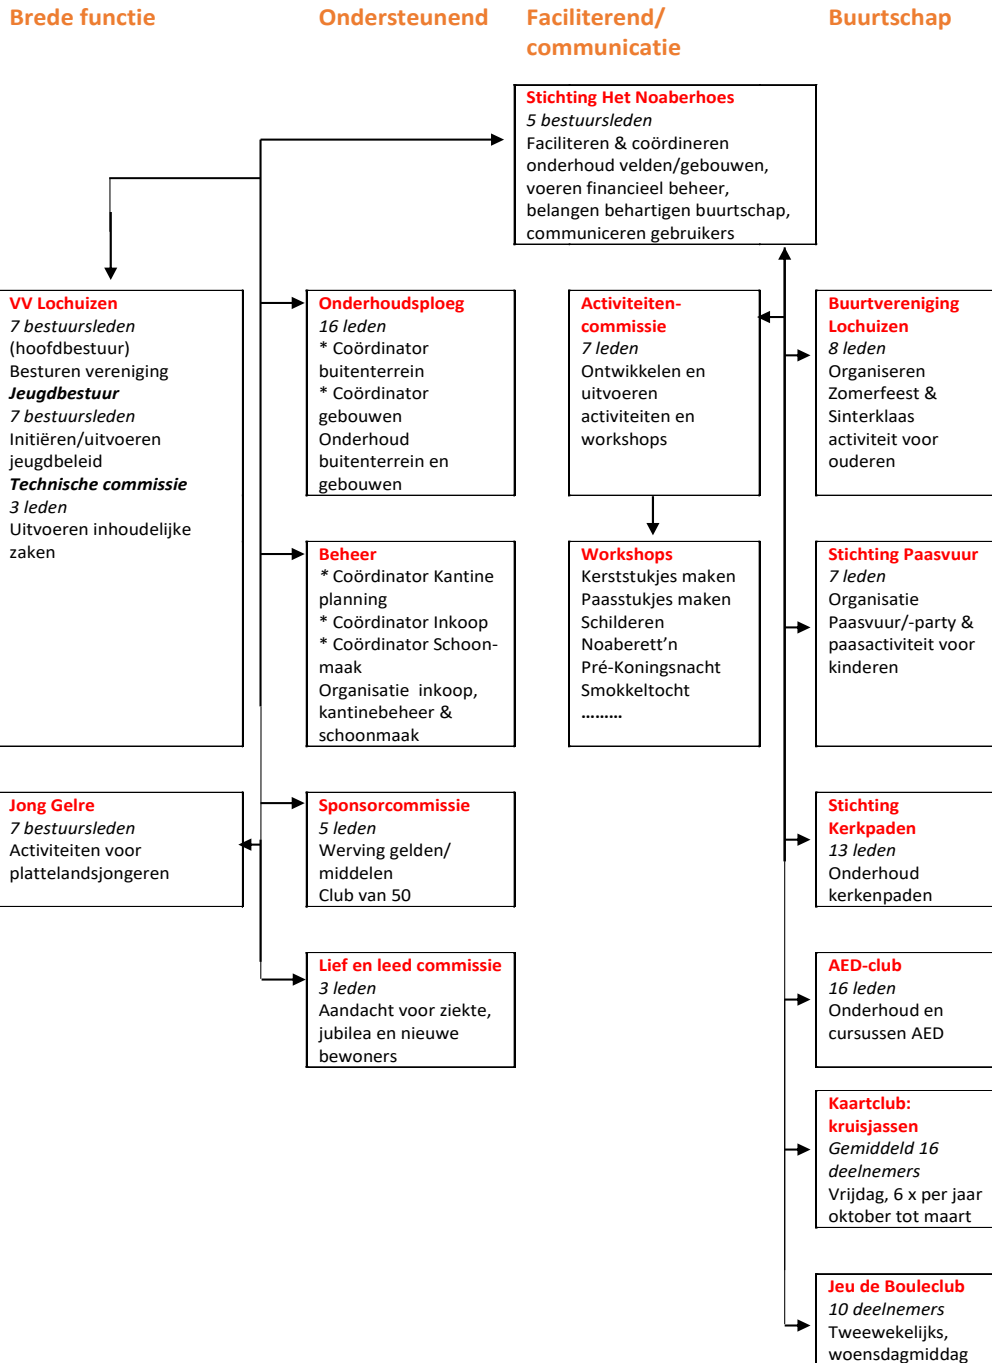 Brede functie
Ondersteunend
Faciliterend/
communicatie
Buurtschap
Stichting Het Noaberhoes
5 bestuursleden
Faciliteren & coördineren
onderhoud velden/gebouwen,
voeren financieel beheer,
belangen behartigen buurtschap,
communiceren gebruikers
VV Lochuizen
7 bestuursleden
(hoofdbestuur)
Besturen vereniging
Jeugdbestuur
7 bestuursleden
Initiëren/uitvoeren
jeugdbeleid
Technische commissie
3 leden
Uitvoeren inhoudelijke
zaken
Onderhoudsploeg
16 leden
* Coördinator
buitenterrein
* Coördinator
gebouwen
Onderhoud
buitenterrein en
gebouwen
Activiteiten-
commissie
7 leden
Ontwikkelen en
uitvoeren
activiteiten en
workshops
Buurtvereniging
Lochuizen
8 leden
Organiseren
Zomerfeest &
Sinterklaas
activiteit voor
ouderen
Beheer
* Coördinator Kantine
planning
* Coördinator Inkoop
* Coördinator Schoon-
maak
Organisatie inkoop,
kantinebeheer &
schoonmaak
Workshops
Kerststukjes maken
Paasstukjes maken
Schilderen
Noaberett’n
Pré-Koningsnacht
Smokkeltocht
………
Stichting Paasvuur
7 leden
Organisatie
Paasvuur/-party &
paasactiviteit voor
kinderen
Jong Gelre
7 bestuursleden
Activiteiten voor
plattelandsjongeren
Sponsorcommissie
5 leden
Werving gelden/
middelen
Club van 50
Stichting
Kerkpaden
13 leden
Onderhoud
kerkenpaden
Lief en leed commissie
3 leden
Aandacht voor ziekte,
jubilea en nieuwe
bewoners
AED-club
16 leden
Onderhoud en
cursussen AED
Kaartclub:
kruisjassen
Gemiddeld 16
deelnemers
Vrijdag, 6 x per jaar
oktober tot maart
Jeu de Bouleclub
10 deelnemers
Tweewekelijks,
woensdagmiddag